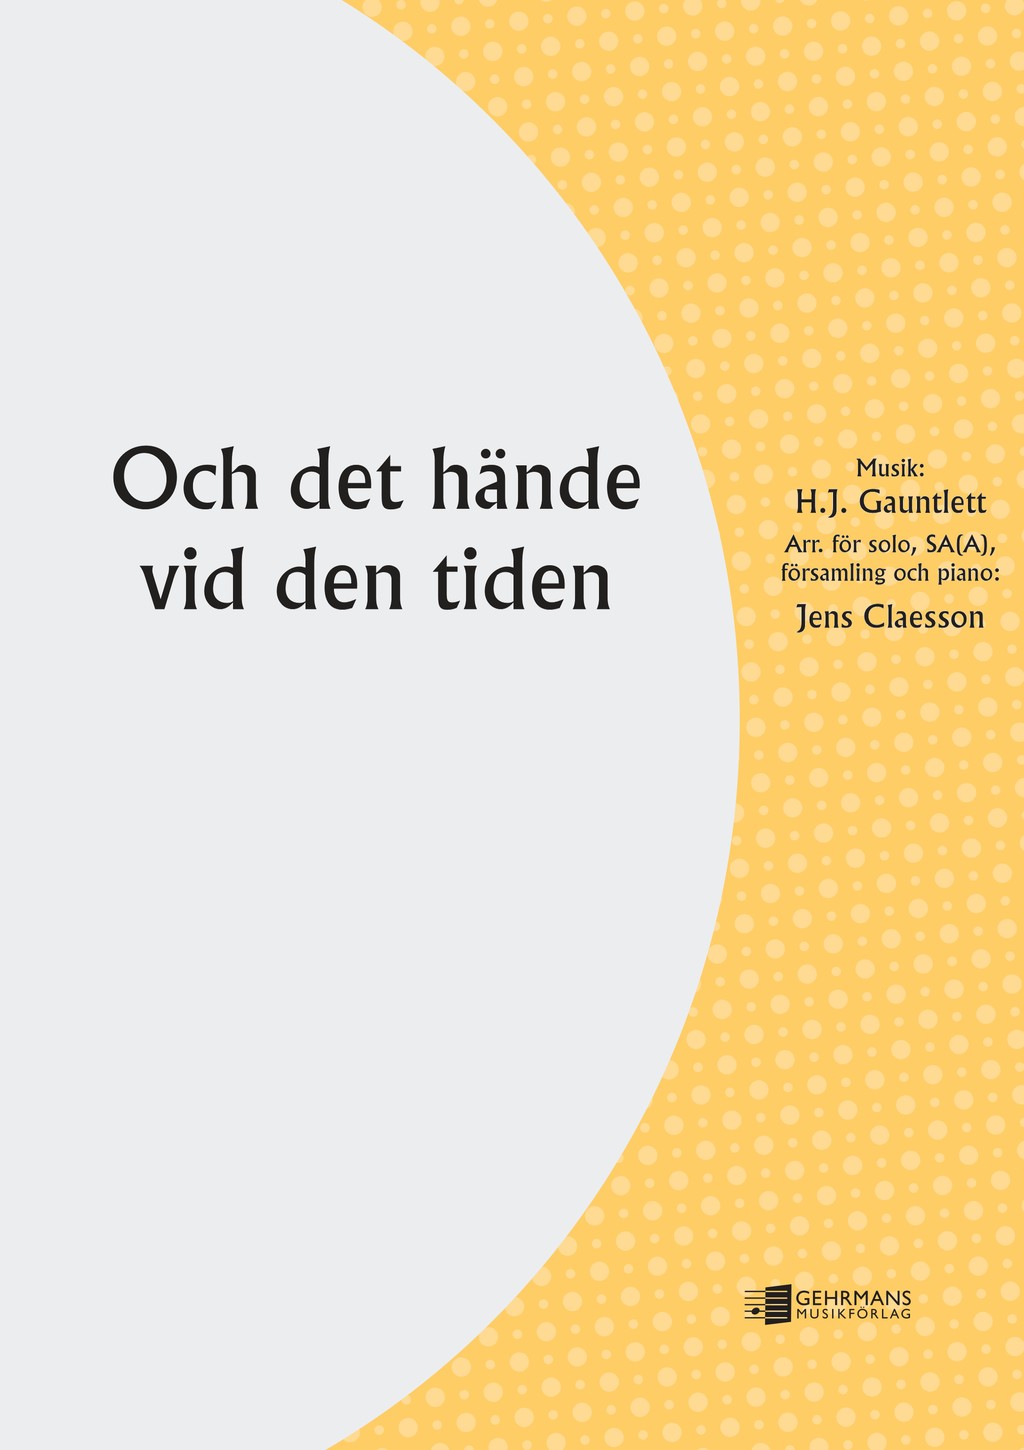 Och det hände
vid den tiden
Musik:
H.J. Gauntlett
Arr. för solo, SA(A),
församling och piano:
Jens Claesson
GEHRMANS
MUSIKFÖRLAG